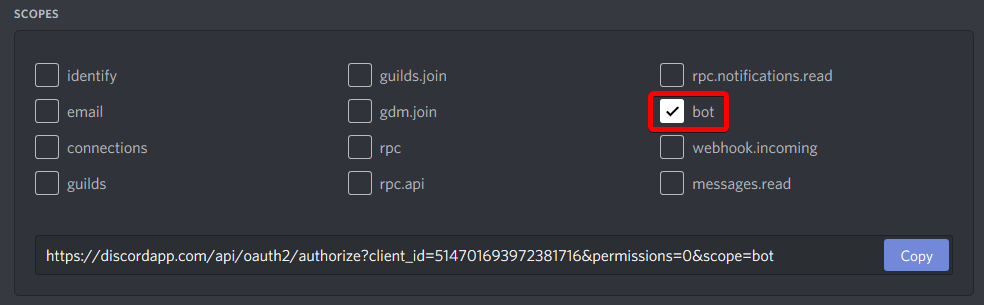 SCOPES
identify
guilds.join
rpc.notifications.read
email
gdm.join
bot
connections
rpc
webhook.incoming
guilds
rpc.api
messages.read
https://discordapp.com/api/oauth2/authorize?client_id=514701693972381716&permissions=0&scope=bot
Copy